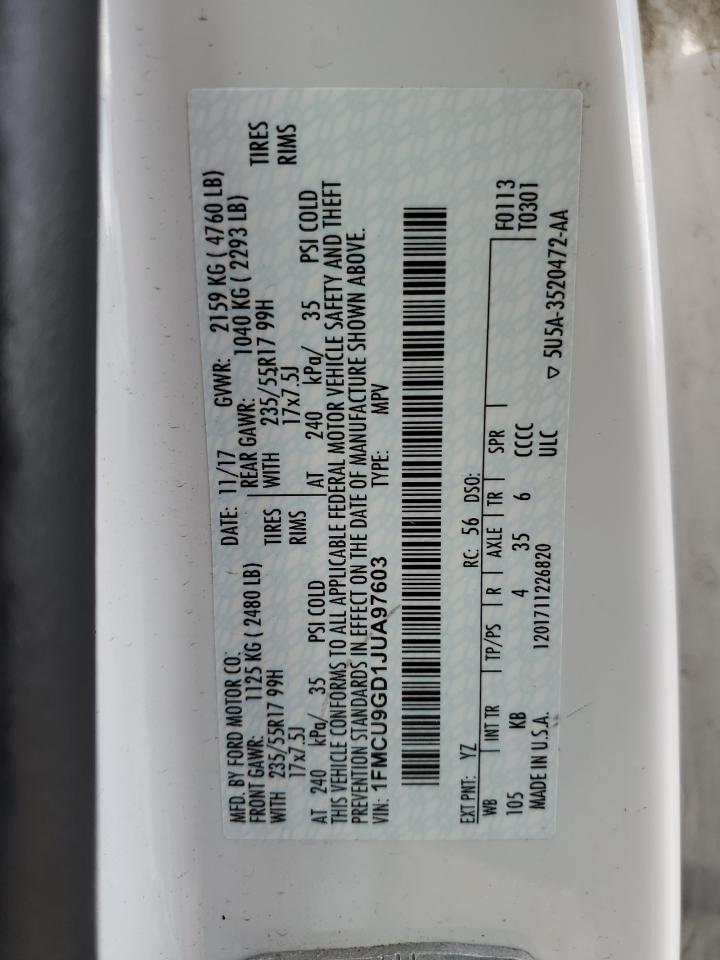 MFD. BY FORD MOTOR CO. DATE: 11/17 GVWR: 2159 KG ( 4760 LB)
FRONT GAWR: 1125 KG ( 2480 LB) REAR GAWR: 1040 KG ( 2293 LB)
WITH 235/55R17 99H TIRES WITH 235/55R17 99H TIRES
17x7.5J RIMS 17x7.5J RIMS
AT 240 kPa/ 35 PSI COLD AT 240 kPa/ 35 PSI COLD
THIS VEHICLE CONFORMS TO ALL APPLICABLE FEDERAL MOTOR VEHICLE SAFETY AND THEFT
PREVENTION STANDARDS IN EFFECT ON THE DATE OF MANUFACTURE SHOWN ABOVE.
VIN: 1FMCU9GD1JUA97603 TYPE: MPV
EXT PNT: YZ RC: 56 DSO:
WB INT TR TP/PS R AXLE TR SPR F0113
105 KB 4 35 6 CCCC T0301
MADE IN U.S.A. 1201711226820 ULC ▽ 5U5A-3520472-AA